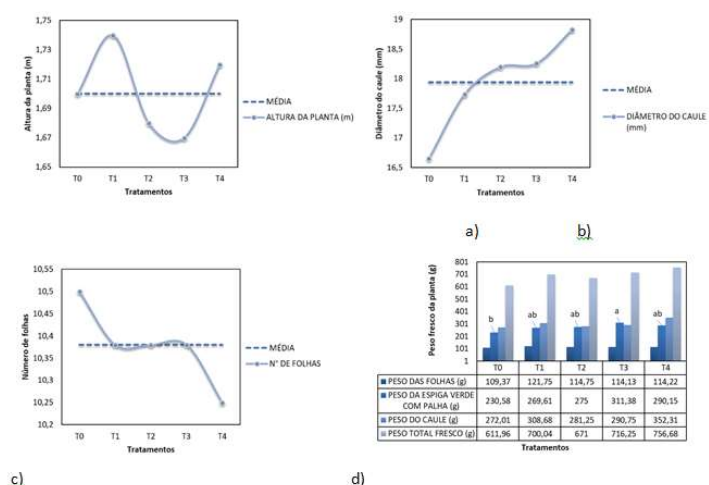 1,75
1,73
1,71
1,69
1,67
1,65
Altura da planta (m)
T0 T1 T2 T3 T4
Tratamentos
MÉDIA
ALTURA DA PLANTA (m)
19
18,5
18
17,5
17
16,5
Diâmetro do caule (mm)
T0 T1 T2 T3 T4
Tratamentos
MÉDIA
DIÂMETRO DO CAULE
(mm)
a) b)
10,55
10,5
10,45
10,4
10,35
10,3
10,25
10,2
Número de folhas
T0 T1 T2 T3 T4
Tratamentos
MÉDIA
N° DE FOLHAS
801
701
601
501
401
301
201
101
1
Peso fresco da planta (g)
b ab ab a ab
T0 T1 T2 T3 T4
PESO DAS FOLHAS (g) 109,37 121,75 114,75 114,13 114,22
PESO DA ESPIGA VERDE
COM PALHA (g) 230,58 269,61 275 311,38 290,15
PESO DO CAULE (g) 272,01 308,68 281,25 290,75 352,31
PESO TOTAL FRESCO (g) 611,96 700,04 671 716,25 756,68
Tratamentos
c) d)